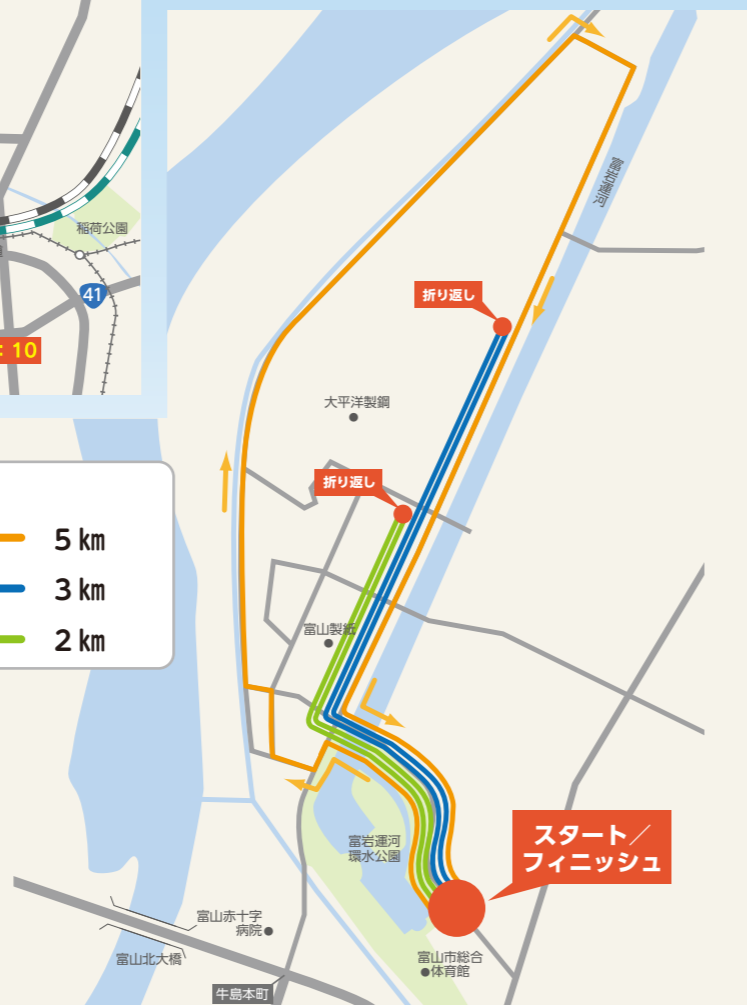 稲荷公園
41
: 10
富岩運河
折り返し
大平洋製鋼
折り返し
5 km
3 km
2 km
富山製紙
スタート／
フィニッシュ
富岩運河
環水公園
富山赤十字
病院
富山北大橋
富山市総合
体育館
牛島本町